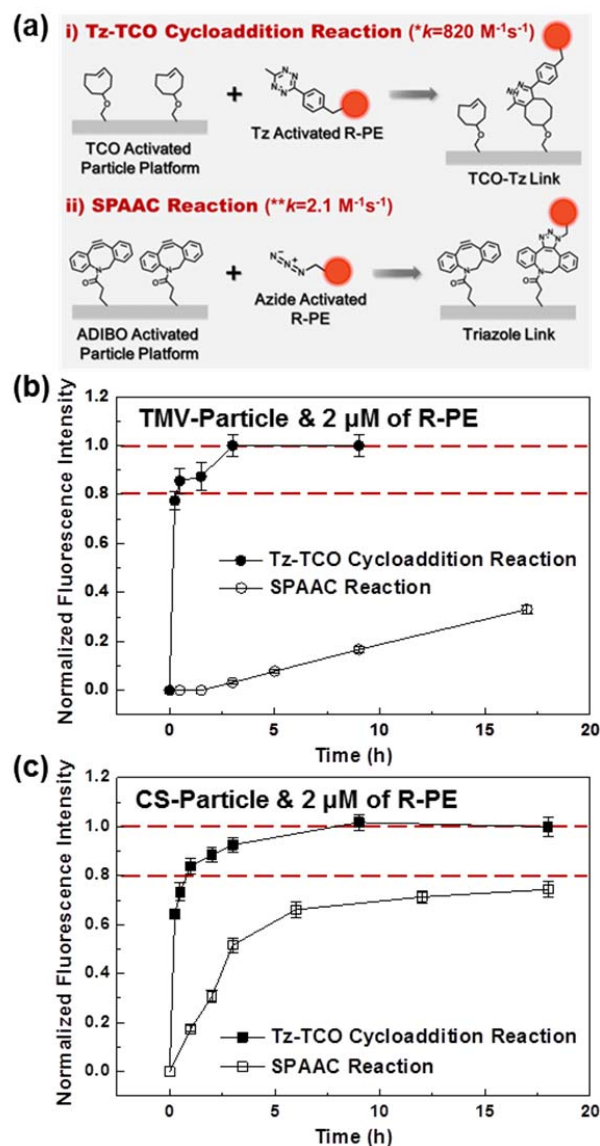 (a)
i) Tz-TCO Cycloaddition Reaction (*k=820 M⁻¹s⁻¹)
TCO Activated
Particle Platform
+
Tz Activated R-PE
TCO-Tz Link
ii) SPAAC Reaction (**k=2.1 M⁻¹s⁻¹)
ADIBO Activated
Particle Platform
+
Azide Activated
R-PE
Triazole Link
(b)
TMV-Particle & 2 µM of R-PE
Normalized Fluorescence Intensity
1.2
1.0
0.8
0.6
0.4
0.2
0.0
Tz-TCO Cycloaddition Reaction
SPAAC Reaction
0 5 10 15 20
Time (h)
(c)
CS-Particle & 2 µM of R-PE
Normalized Fluorescence Intensity
1.2
1.0
0.8
0.6
0.4
0.2
0.0
Tz-TCO Cycloaddition Reaction
SPAAC Reaction
0 5 10 15 20
Time (h)